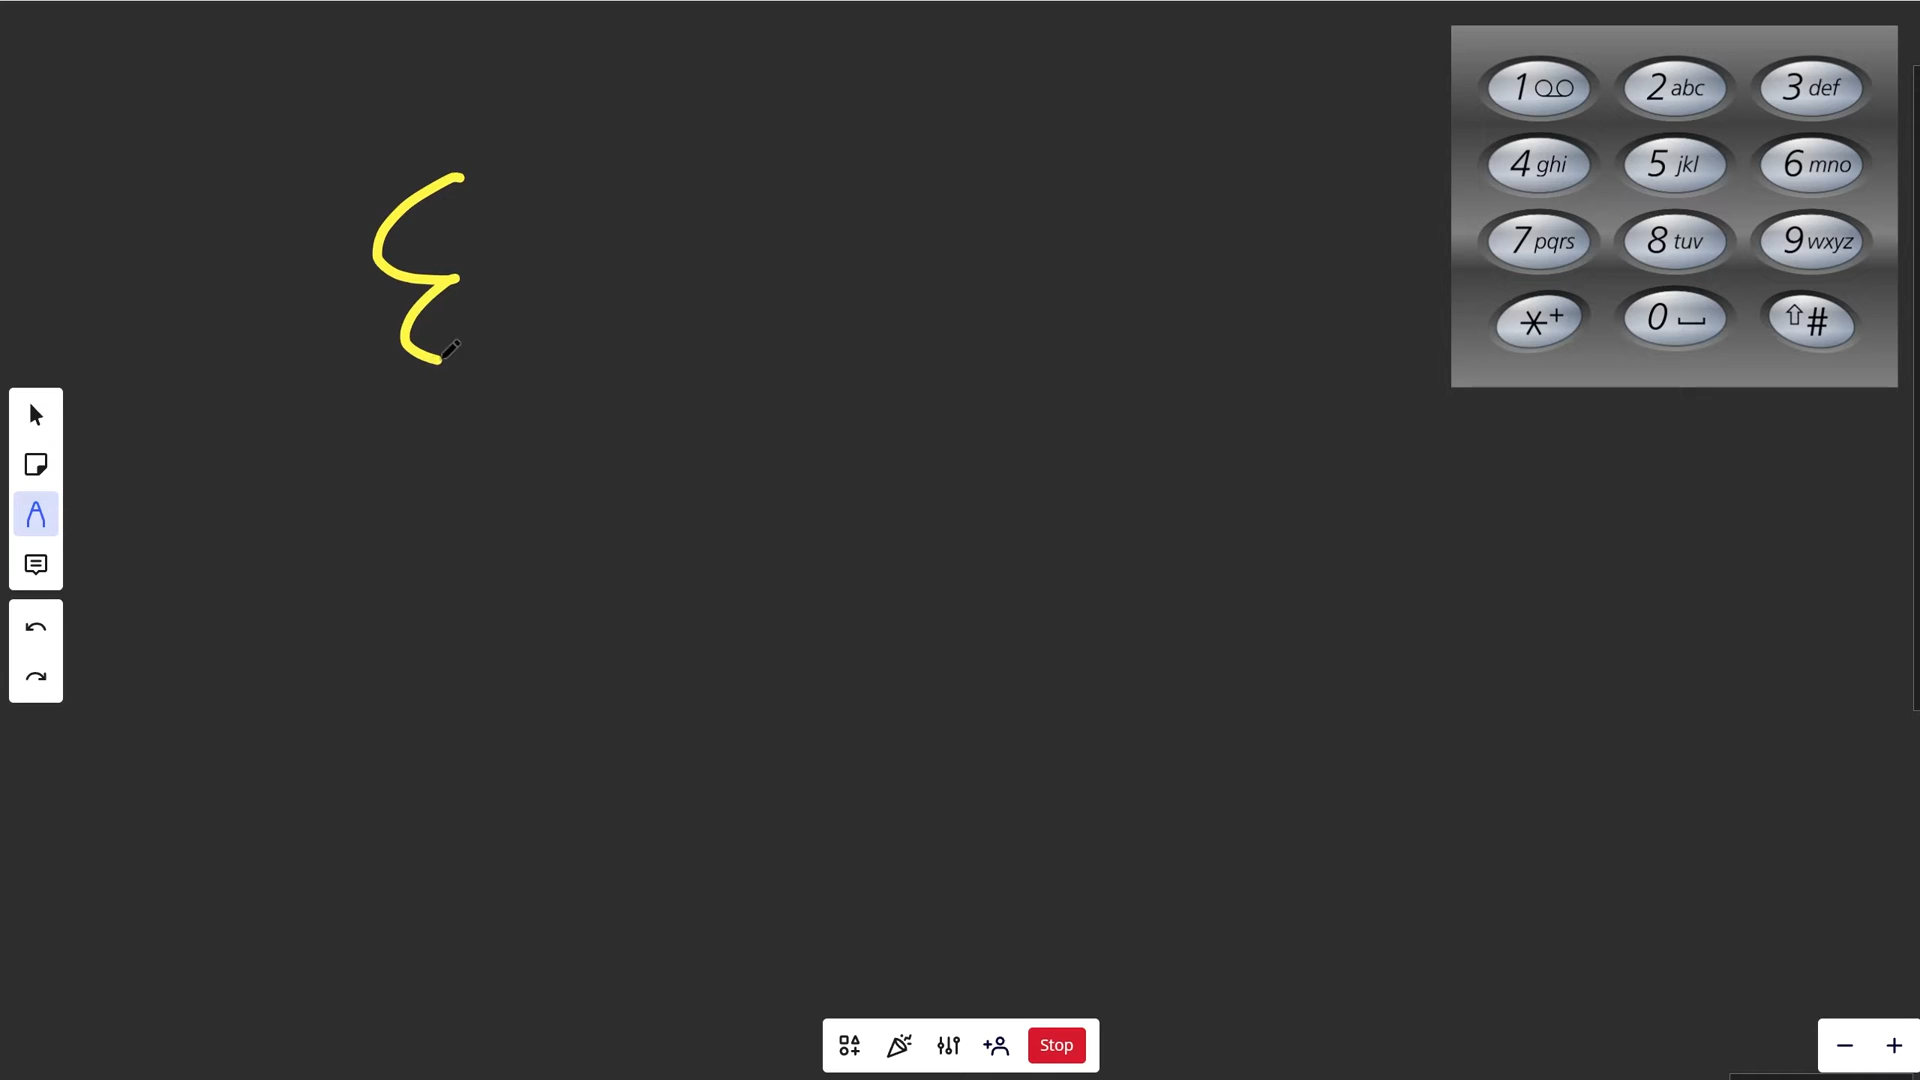 1
2 abc
3 def
4 ghi
5 jkl
6 mno
7 pqrs
8 tuv
9 wxyz
*+
0
⇧#
Stop